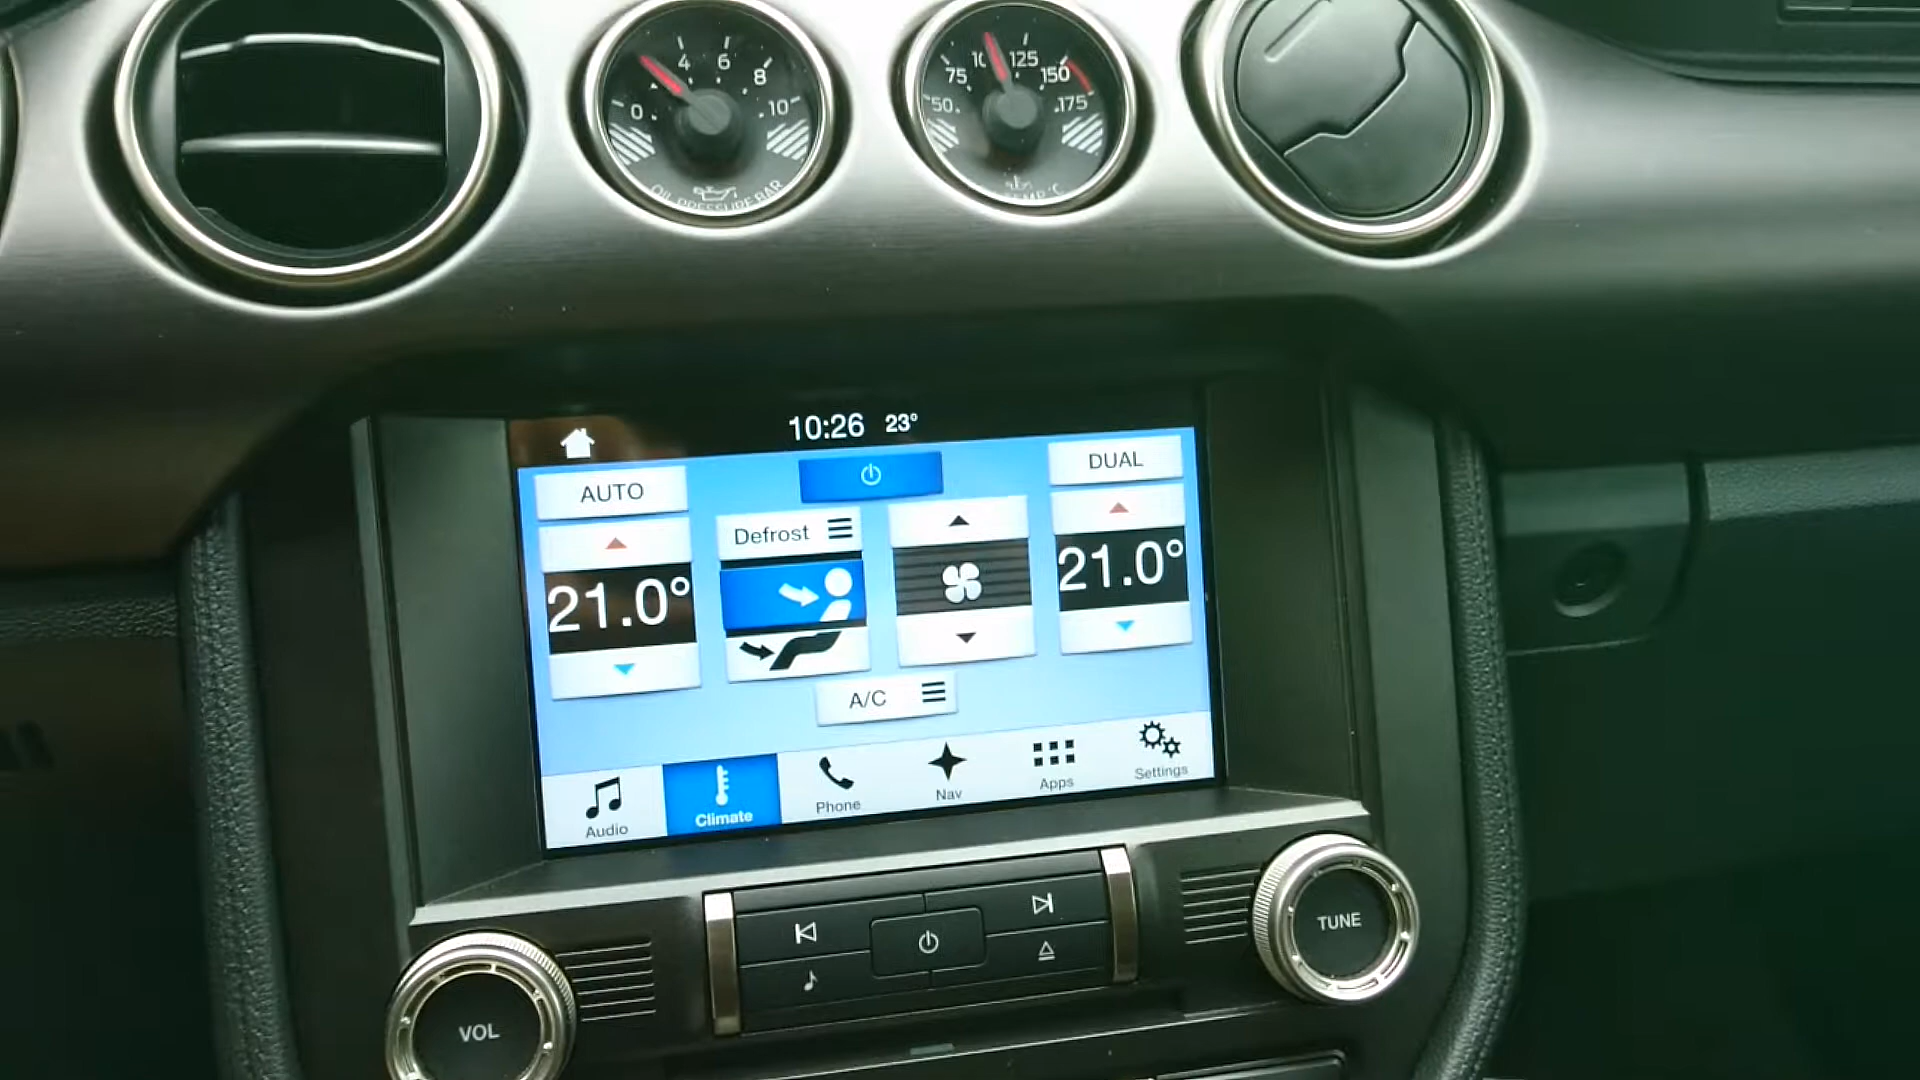 0 4 6 8 10
OIL PRESSURE BAR
50 75 125 150 175
10:26 23°
AUTO
DUAL
Defrost
21.0°
21.0°
A/C
Audio
Climate
Phone
Nav
Apps
Settings
VOL
TUNE